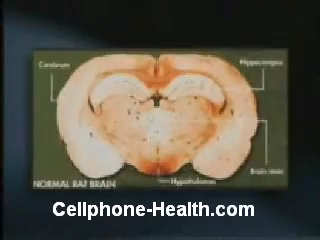 Cerebrum
Hippocampus
Brain stem
NORMAL RAT BRAIN
Hypothalamus
Cellphone-Health.com